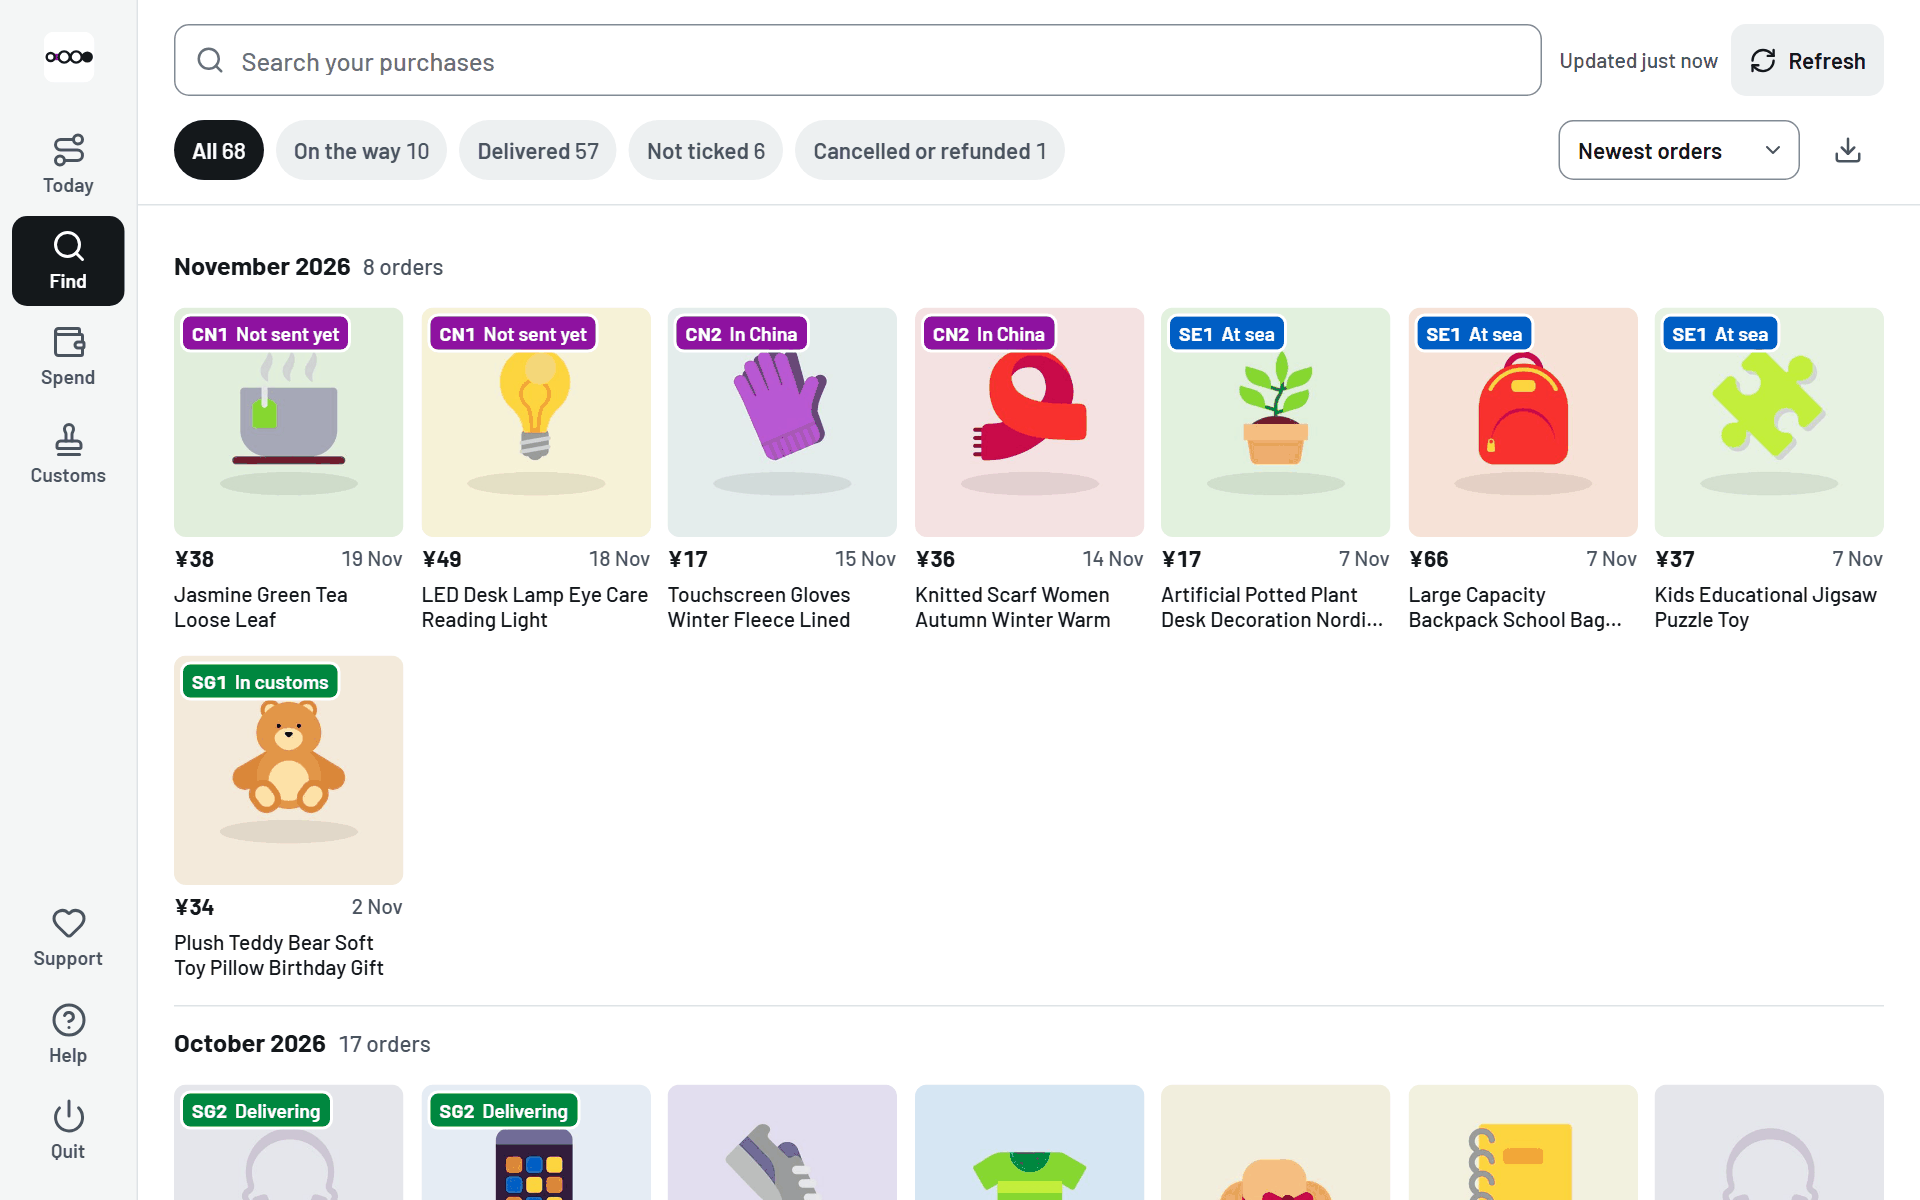 Search your purchases
Updated just now
Refresh
All 68
On the way 10
Delivered 57
Not ticked 6
Cancelled or refunded 1
Newest orders
Today
Find
Spend
Customs
Support
Help
Quit
November 2026 8 orders
CN1 Not sent yet
¥38 19 Nov
Jasmine Green Tea
Loose Leaf
CN1 Not sent yet
¥49 18 Nov
LED Desk Lamp Eye Care
Reading Light
CN2 In China
¥17 15 Nov
Touchscreen Gloves
Winter Fleece Lined
CN2 In China
¥36 14 Nov
Knitted Scarf Women
Autumn Winter Warm
SE1 At sea
¥17 7 Nov
Artificial Potted Plant
Desk Decoration Nordi...
SE1 At sea
¥66 7 Nov
Large Capacity
Backpack School Bag...
SE1 At sea
¥37 7 Nov
Kids Educational Jigsaw
Puzzle Toy
SG1 In customs
¥34 2 Nov
Plush Teddy Bear Soft
Toy Pillow Birthday Gift
October 2026 17 orders
SG2 Delivering
SG2 Delivering